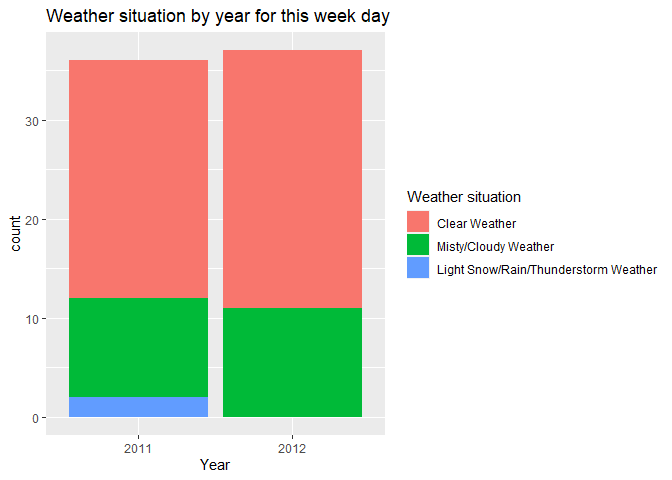 Weather situation by year for this week day
count
30
20
10
0
2011 2012
Year
Weather situation
Clear Weather
Misty/Cloudy Weather
Light Snow/Rain/Thunderstorm Weather